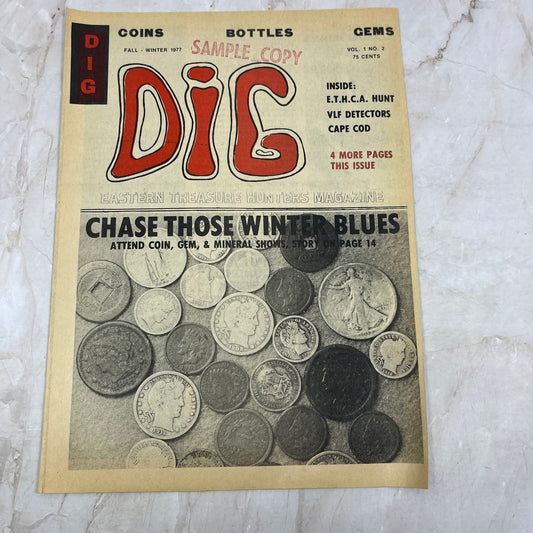 DIG
COINS BOTTLES GEMS
FALL - WINTER 1977
SAMPLE COPY
VOL. 1 NO. 2
75 CENTS
DiG
INSIDE:
E.T.H.C.A. HUNT
VLF DETECTORS
CAPE COD
4 MORE PAGES
THIS ISSUE
EASTERN TREASURE HUNTERS MAGAZINE
CHASE THOSE WINTER BLUES
ATTEND COIN, GEM, & MINERAL SHOWS, STORY ON PAGE 14